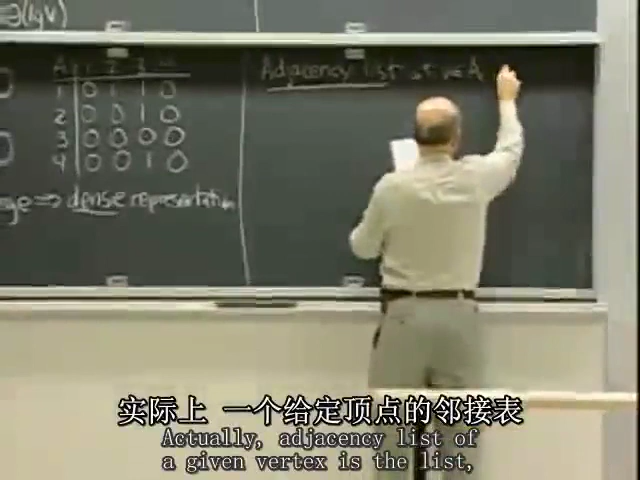 Θ(lg V)
A 1 2 3 4
1 0 1 1 0
2 0 0 1 0
3 0 0 0 0
4 0 0 1 0
⇒ dense representation
Adjacency list of v∈A
实际上 一个给定顶点的邻接表
Actually, adjacency list of
a given vertex is the list,